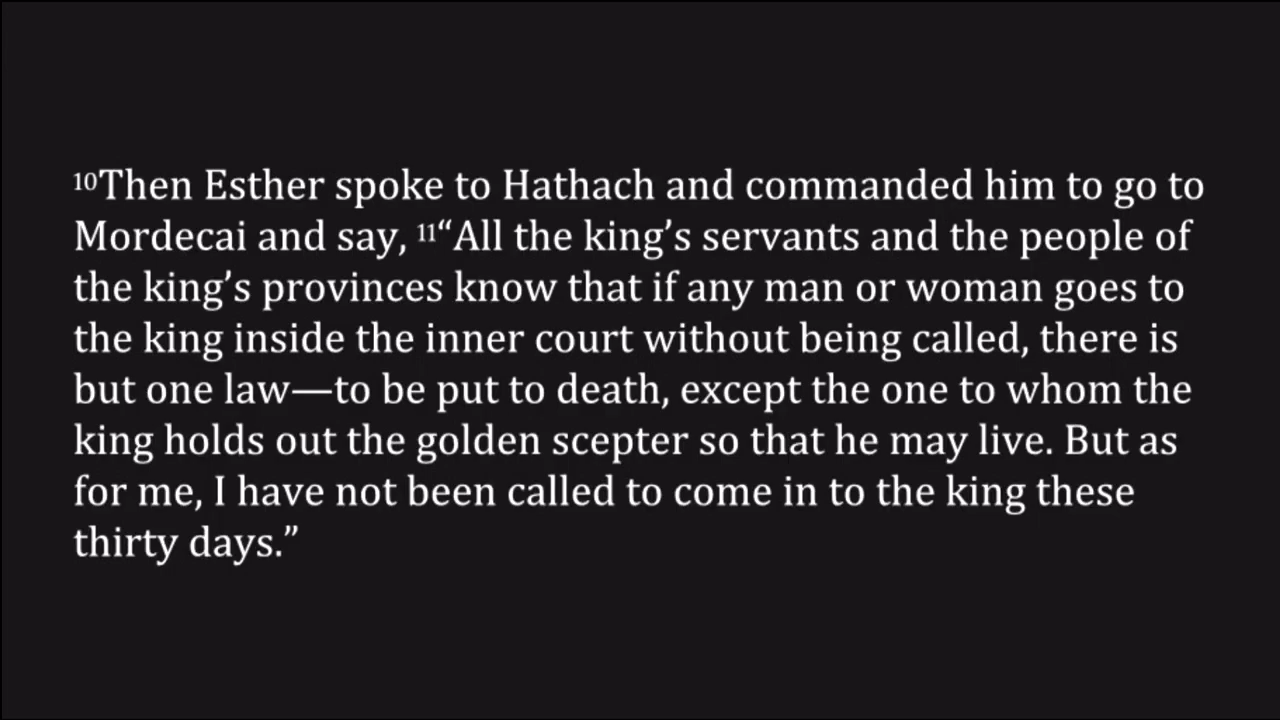 ¹⁰Then Esther spoke to Hathach and commanded him to go to
Mordecai and say, ¹¹“All the king’s servants and the people of
the king’s provinces know that if any man or woman goes to
the king inside the inner court without being called, there is
but one law—to be put to death, except the one to whom the
king holds out the golden scepter so that he may live. But as
for me, I have not been called to come in to the king these
thirty days.”